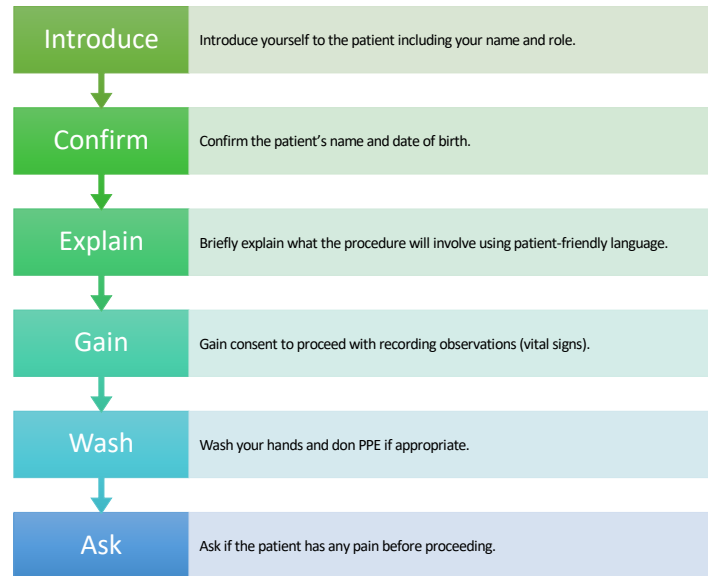 Introduce
Introduce yourself to the patient including your name and role.
Confirm
Confirm the patient’s name and date of birth.
Explain
Briefly explain what the procedure will involve using patient-friendly language.
Gain
Gain consent to proceed with recording observations (vital signs).
Wash
Wash your hands and don PPE if appropriate.
Ask
Ask if the patient has any pain before proceeding.